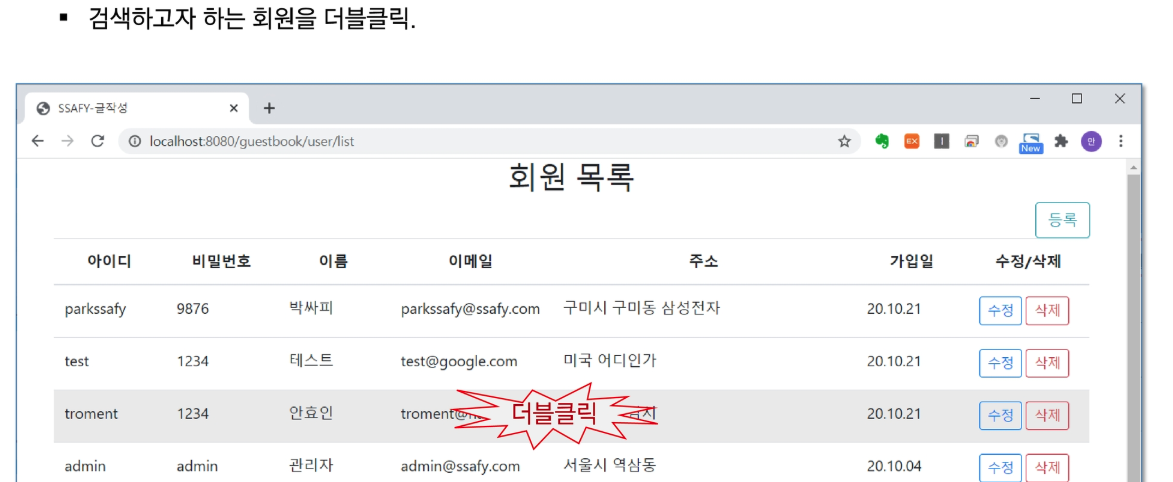 ▪ 검색하고자 하는 회원을 더블클릭.
SSAFY-글작성
localhost:8080/guestbook/user/list
EX
New
안
회원 목록
등록
아이디 비밀번호 이름 이메일 주소 가입일 수정/삭제
parkssafy 9876 박싸피 parkssafy@ssafy.com 구미시 구미동 삼성전자 20.10.21 수정 삭제
test 1234 테스트 test@google.com 미국 어디인가 20.10.21 수정 삭제
troment 1234 안효인 더블클릭 20.10.21 수정 삭제
admin admin 관리자 admin@ssafy.com 서울시 역삼동 20.10.04 수정 삭제